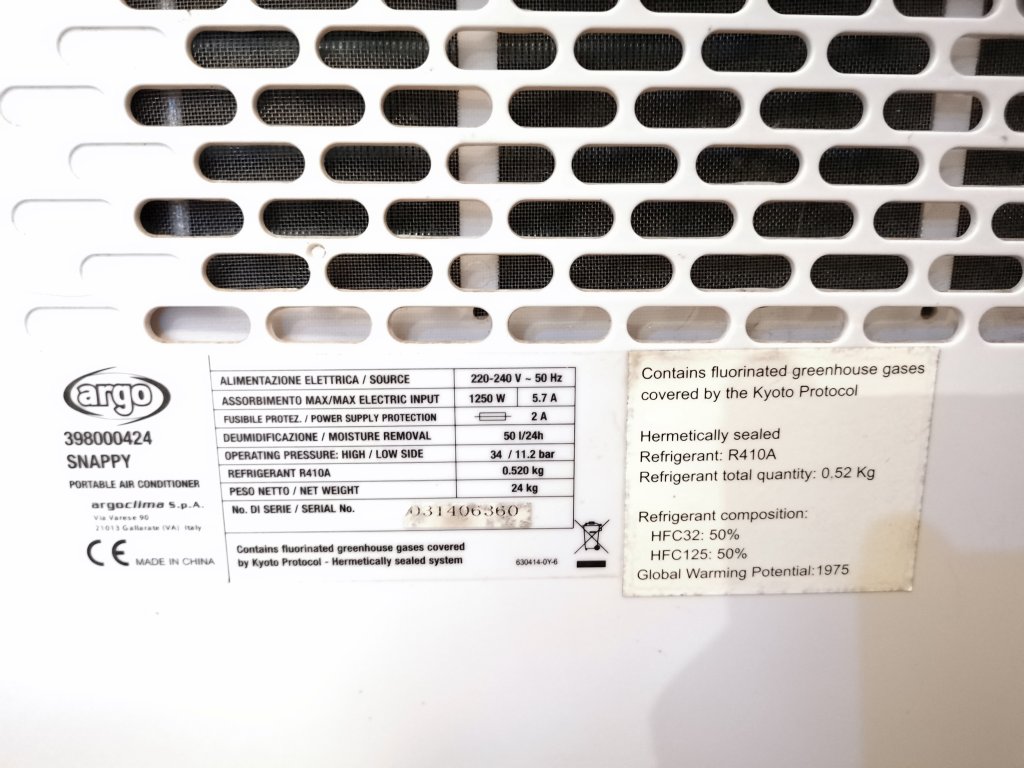 argo
398000424
SNAPPY
PORTABLE AIR CONDITIONER
argoclima S.p.A.
Via Varese 90
21013 Gallarate (VA) Italy
CE MADE IN CHINA
ALIMENTAZIONE ELETTRICA / SOURCE 220-240 V ~ 50 Hz
ASSORBIMENTO MAX/MAX ELECTRIC INPUT 1250 W 5.7 A
FUSIBILE PROTEZ. / POWER SUPPLY PROTECTION 2 A
DEUMIDIFICAZIONE / MOISTURE REMOVAL 50 l/24h
OPERATING PRESSURE: HIGH / LOW SIDE 34 / 11.2 bar
REFRIGERANT R410A 0.520 kg
PESO NETTO / NET WEIGHT 24 kg
No. DI SERIE / SERIAL No. 031406360
Contains fluorinated greenhouse gases covered
by Kyoto Protocol - Hermetically sealed system 630414-0Y-6
Contains fluorinated greenhouse gases
covered by the Kyoto Protocol
Hermetically sealed
Refrigerant: R410A
Refrigerant total quantity: 0,52 Kg
Refrigerant composition:
HFC32: 50%
HFC125: 50%
Global Warming Potential:1975